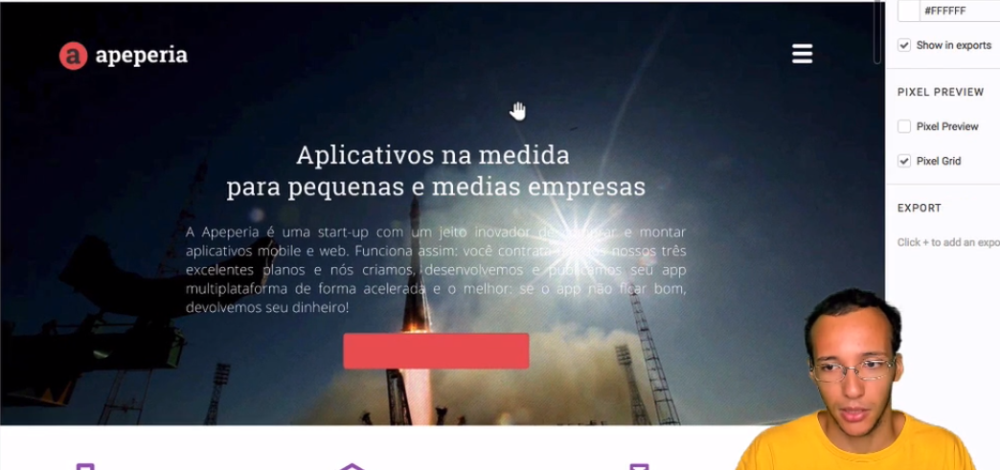 #FFFFFF
Show in exports
a apeperia
PIXEL PREVIEW
Pixel Preview
Aplicativos na medida
para pequenas e medias empresas
Pixel Grid
EXPORT
A Apeperia é uma start-up com um jeito inovador de e montar
aplicativos mobile e web. Funciona assim: você contrata nossos três
excelentes planos e nós criamos, desenvolvemos e publicamos seu app
multiplataforma de forma acelerada e o melhor: se o app não ficar bom,
devolvemos seu dinheiro!
Click + to add an expo